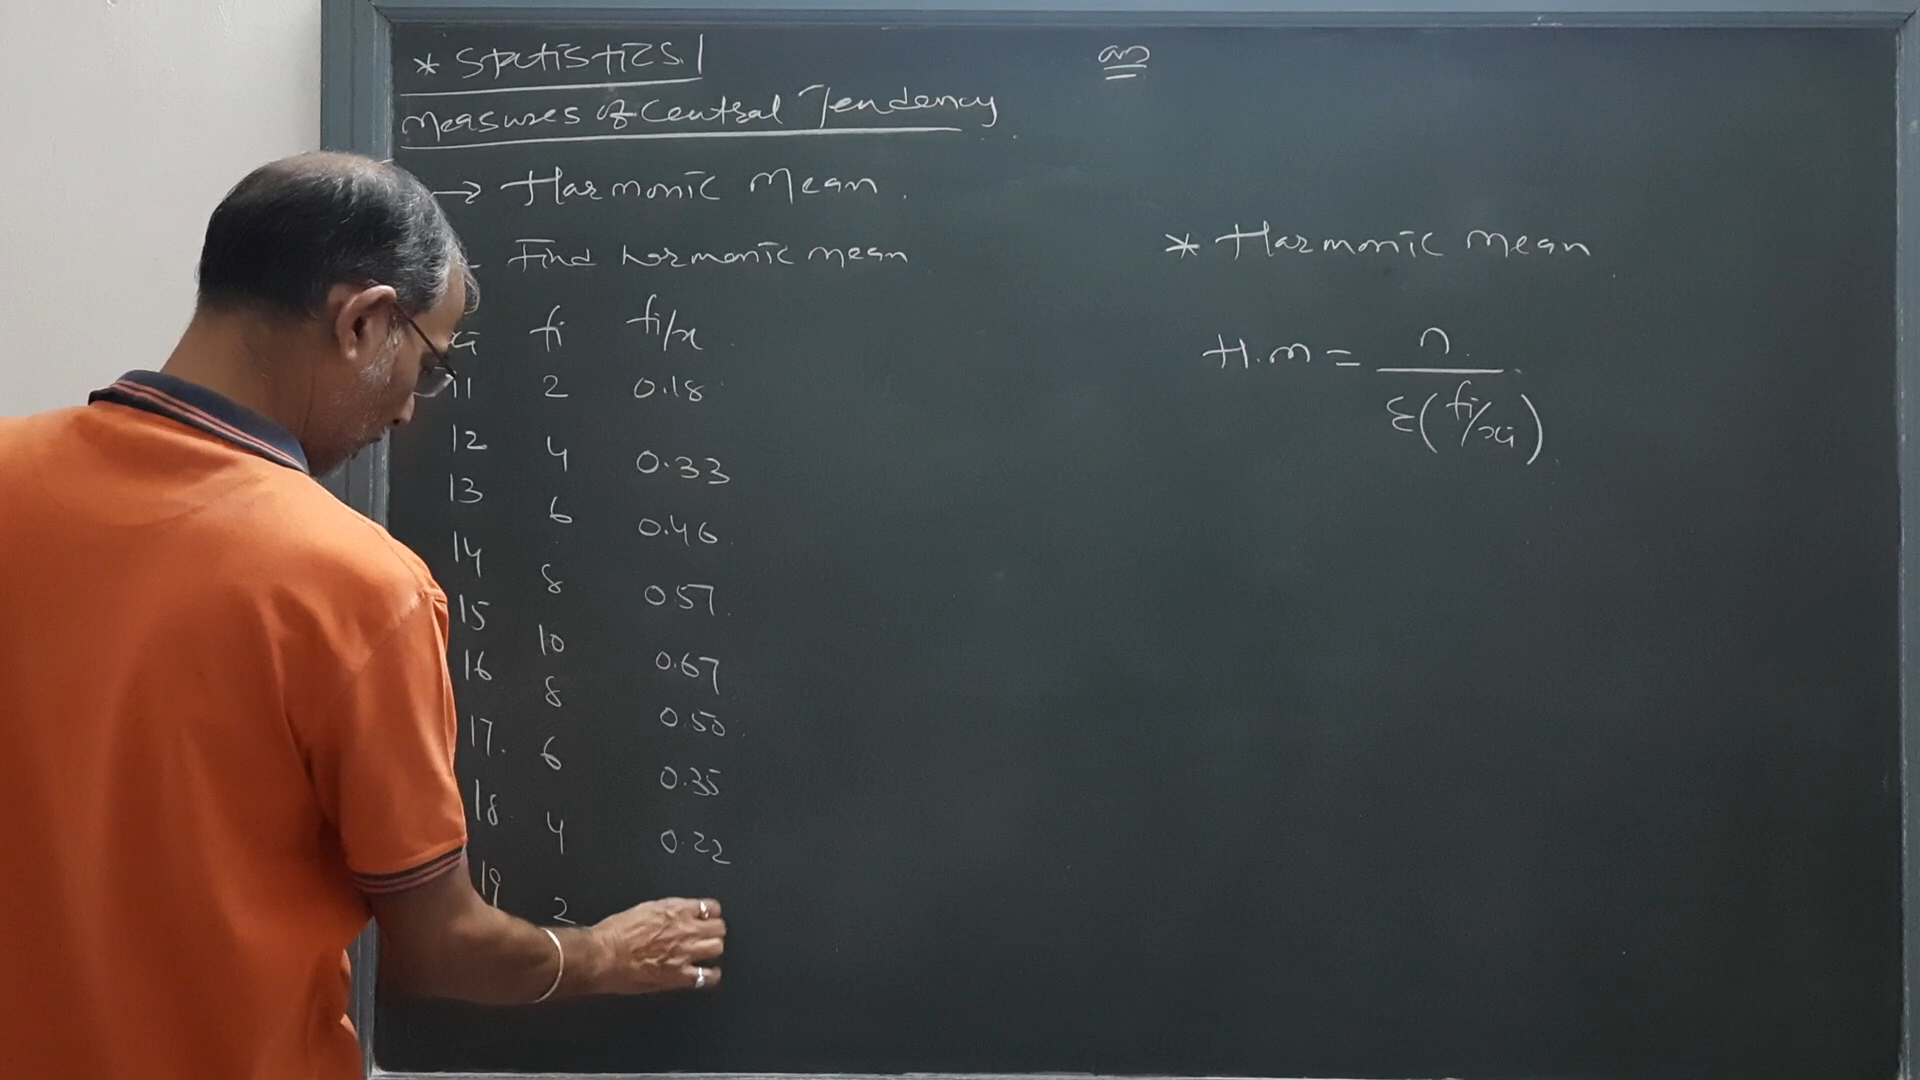 * Statistics 1
Measures of Central Tendency
→ Harmonic Mean.
Find harmonic mean
xi fi fi/x
11 2 0.18
12 4 0.33
13 6 0.46
14 8 0.57
15 10 0.67
16 8 0.50
17. 6 0.35
18. 4 0.22
19 2
* Harmonic Mean
H.M = n / Σ(fi/xi)